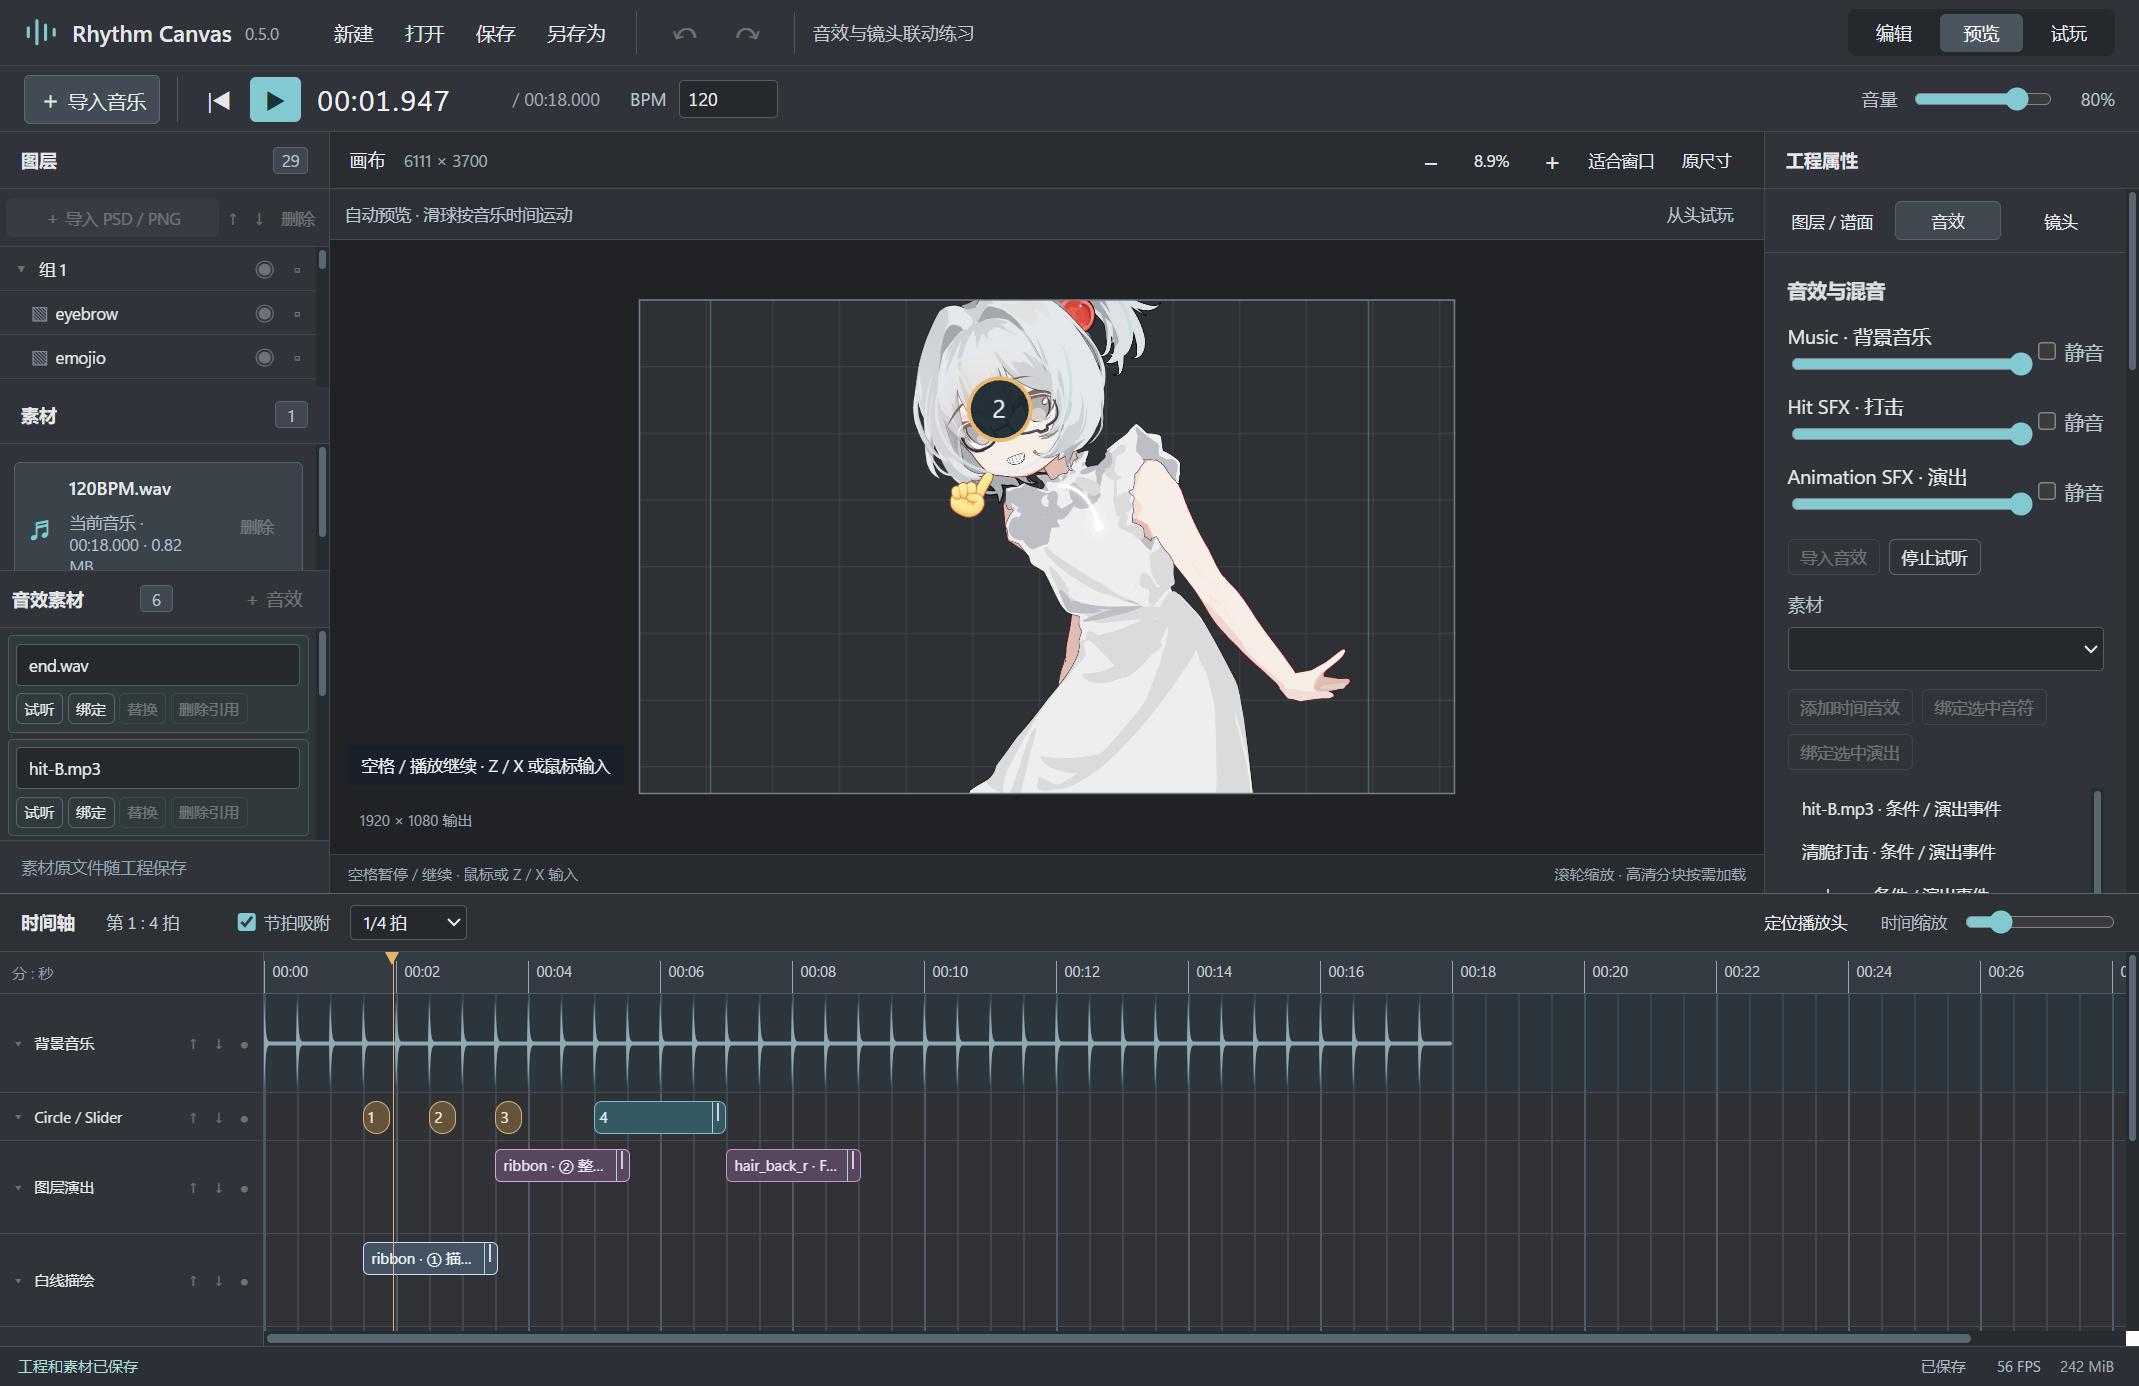 Rhythm Canvas 0.5.0 新建 打开 保存 另存为 音效与镜头联动练习 编辑 预览 试玩
+ 导入音乐 00:01.947 / 00:18.000 BPM 120 音量 80%
图层 29
+ 导入 PSD / PNG ↑ ↓ 删除
组 1
eyebrow
emojio
素材 1
120BPM.wav
当前音乐 ·
00:18.000 · 0.82
MB
删除
音效素材 6 + 音效
end.wav
试听 绑定 替换 删除引用
hit-B.mp3
试听 绑定 替换 删除引用
素材原文件随工程保存
画布 6111 × 3700 − 8.9% + 适合窗口 原尺寸
自动预览 · 滑球按音乐时间运动 从头试玩
2
空格 / 播放继续 · Z / X 或鼠标输入
1920 × 1080 输出
空格暂停 / 继续 · 鼠标或 Z / X 输入 滚轮缩放 · 高清分块按需加载
工程属性
图层 / 谱面 音效 镜头
音效与混音
Music · 背景音乐 静音
Hit SFX · 打击 静音
Animation SFX · 演出 静音
导入音效 停止试听
素材
添加时间音效 绑定选中音符
绑定选中演出
hit-B.mp3 · 条件 / 演出事件
清脆打击 · 条件 / 演出事件
时间轴 第 1 : 4 拍 节拍吸附 1/4 拍 定位播放头 时间缩放
分 : 秒 00:00 00:02 00:04 00:06 00:08 00:10 00:12 00:14 00:16 00:18 00:20 00:22 00:24 00:26
背景音乐 ↑ ↓
Circle / Slider ↑ ↓ 1 2 3 4
图层演出 ↑ ↓ ribbon · ② 整... hair_back_r · F...
白线描绘 ↑ ↓ ribbon · ① 描...
工程和素材已保存 已保存 56 FPS 242 MiB